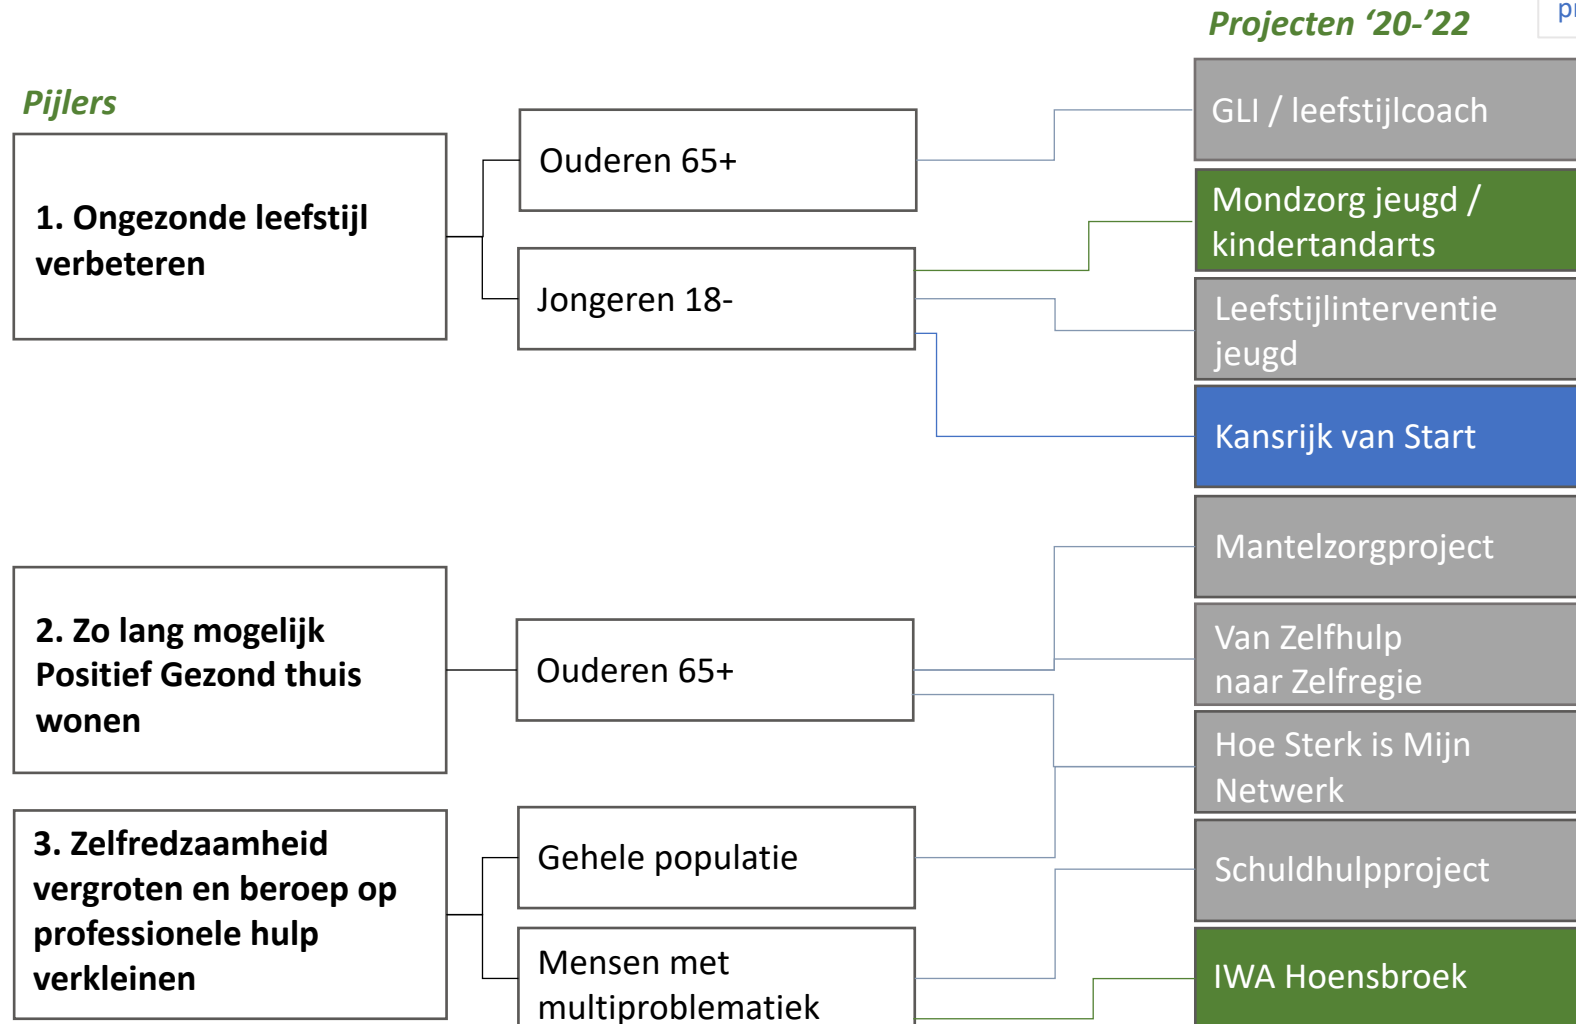 Projecten ‘20-’22
Pijlers
1. Ongezonde leefstijl
verbeteren
Ouderen 65+
Jongeren 18-
GLI / leefstijlcoach
Mondzorg jeugd /
kindertandarts
Leefstijlinterventie
jeugd
Kansrijk van Start
2. Zo lang mogelijk
Positief Gezond thuis
wonen
Ouderen 65+
Mantelzorgproject
Van Zelfhulp
naar Zelfregie
Hoe Sterk is Mijn
Netwerk
3. Zelfredzaamheid
vergroten en beroep op
professionele hulp
verkleinen
Gehele populatie
Mensen met
multiproblematiek
Schuldhulpproject
IWA Hoensbroek